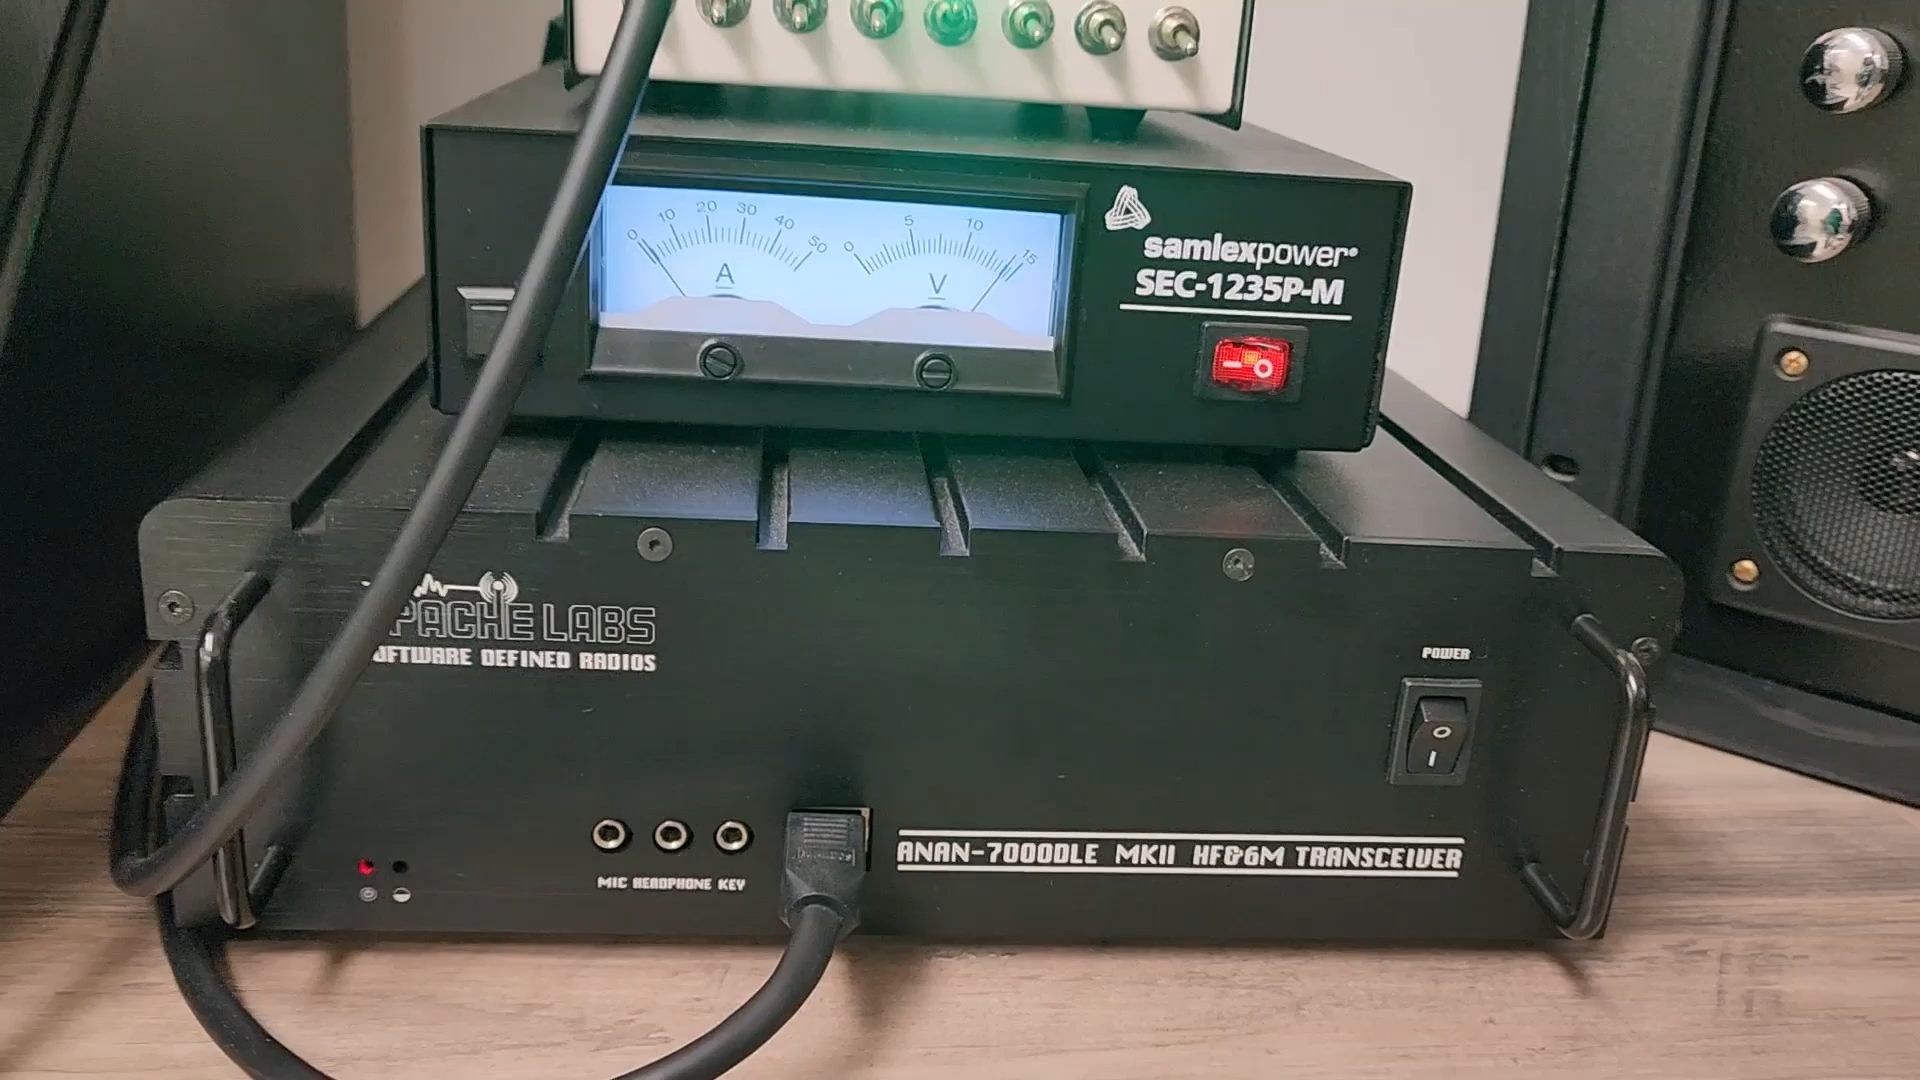 0 10 20 30 40 50
A
0 5 10 15
V
samlexpower
SEC-1235P-M
PACHE LABS
OFTWARE DEFINED RADIOS
POWER
MIC HEADPHONE KEY
ANAN-7000DLE MKII HF&6M TRANSCEIVER